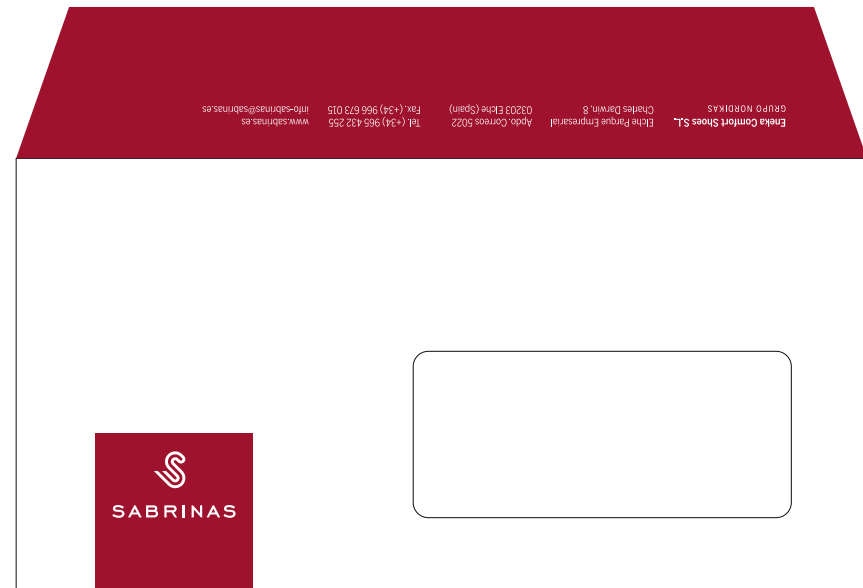 Eneka Comfort Shoes S.L.
GRUPO NORDIKAS
Elche Parque Empresarial
Charles Darwin, 8
Apdo. Correos 5022
03203 Elche (Spain)
Tel. (+34) 965 432 255
Fax. (+34) 966 673 015
www.sabrinas.es
info-sabrinas@sabrinas.es
SABRINAS